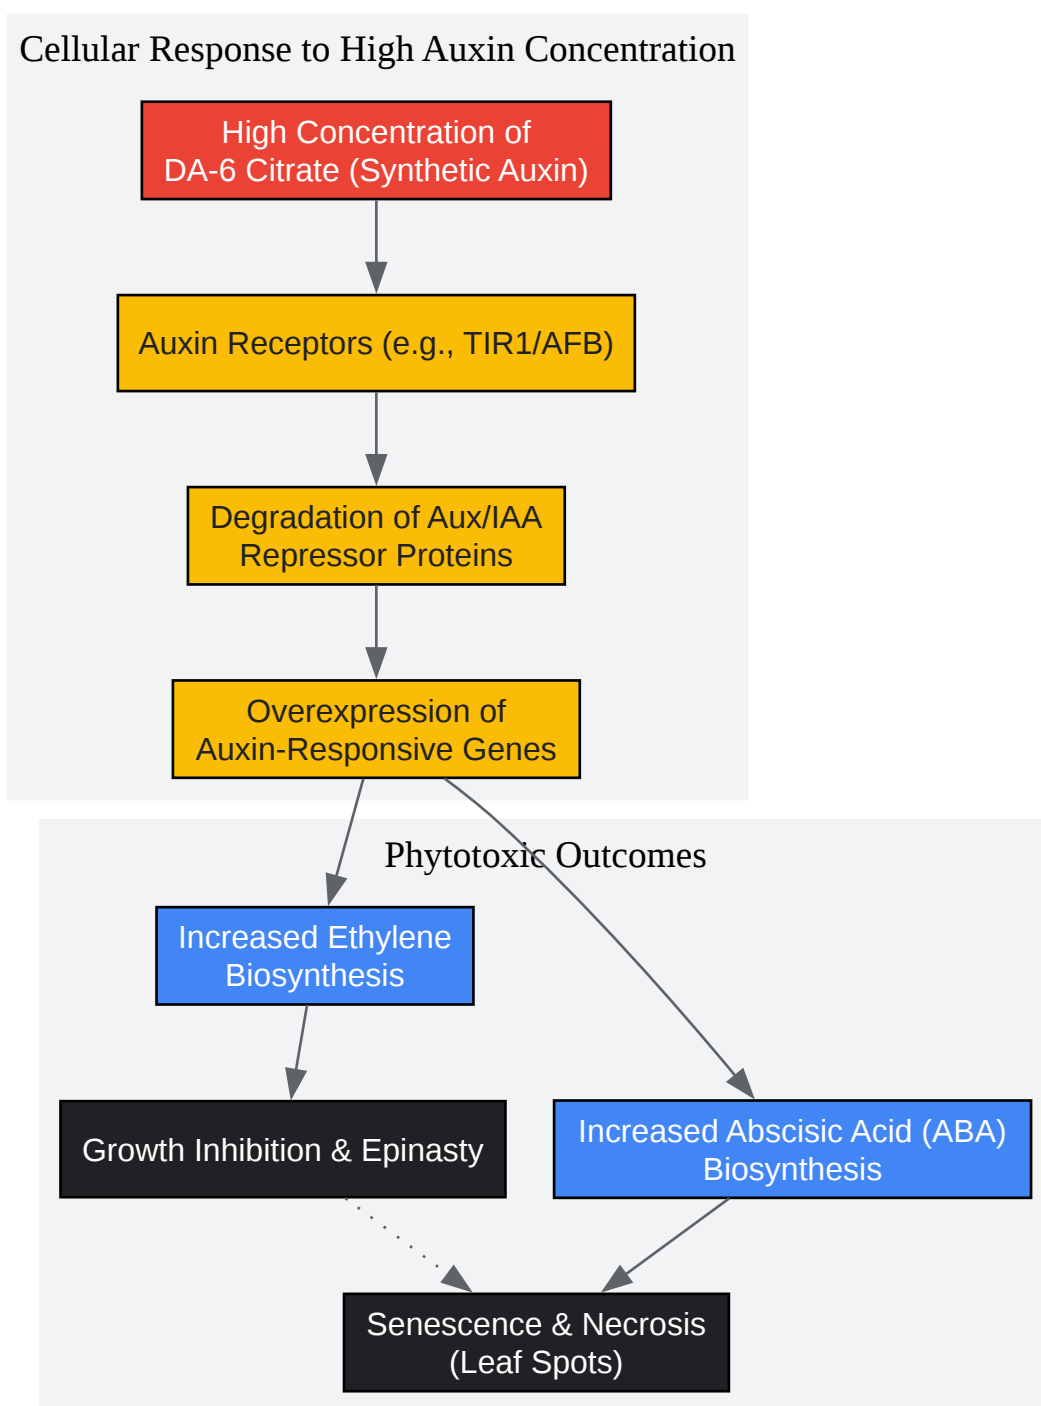 Cellular Response to High Auxin Concentration
High Concentration of
DA-6 Citrate (Synthetic Auxin)
Auxin Receptors (e.g., TIR1/AFB)
Degradation of Aux/IAA
Repressor Proteins
Overexpression of
Auxin-Responsive Genes
Phytotoxic Outcomes
Increased Ethylene
Biosynthesis
Growth Inhibition & Epinasty
Increased Abscisic Acid (ABA)
Biosynthesis
Senescence & Necrosis
(Leaf Spots)